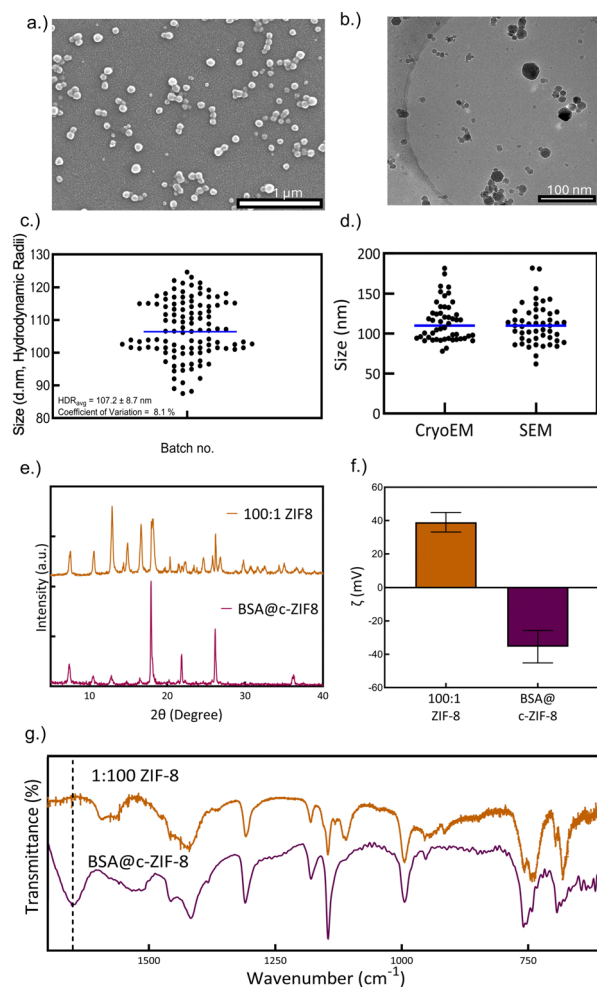 a.)
1 μm
b.)
100 nm
c.)
Size (d.nm, Hydrodynamic Radii)
130
120
110
100
90
80
HDRavg = 107.2 ± 8.7 nm
Coefficient of Variation = 8.1 %
Batch no.
d.)
Size (nm)
200
150
100
50
0
CryoEM SEM
e.)
Intensity (a.u.)
100:1 ZIF8
BSA@c-ZIF8
10 20 30 40
2θ (Degree)
f.)
ζ (mV)
60
40
20
0
-20
-40
-60
100:1
ZIF-8
BSA@
c-ZIF-8
g.)
Transmittance (%)
1:100 ZIF-8
BSA@c-ZIF-8
1500 1250 1000 750
Wavenumber (cm⁻¹)